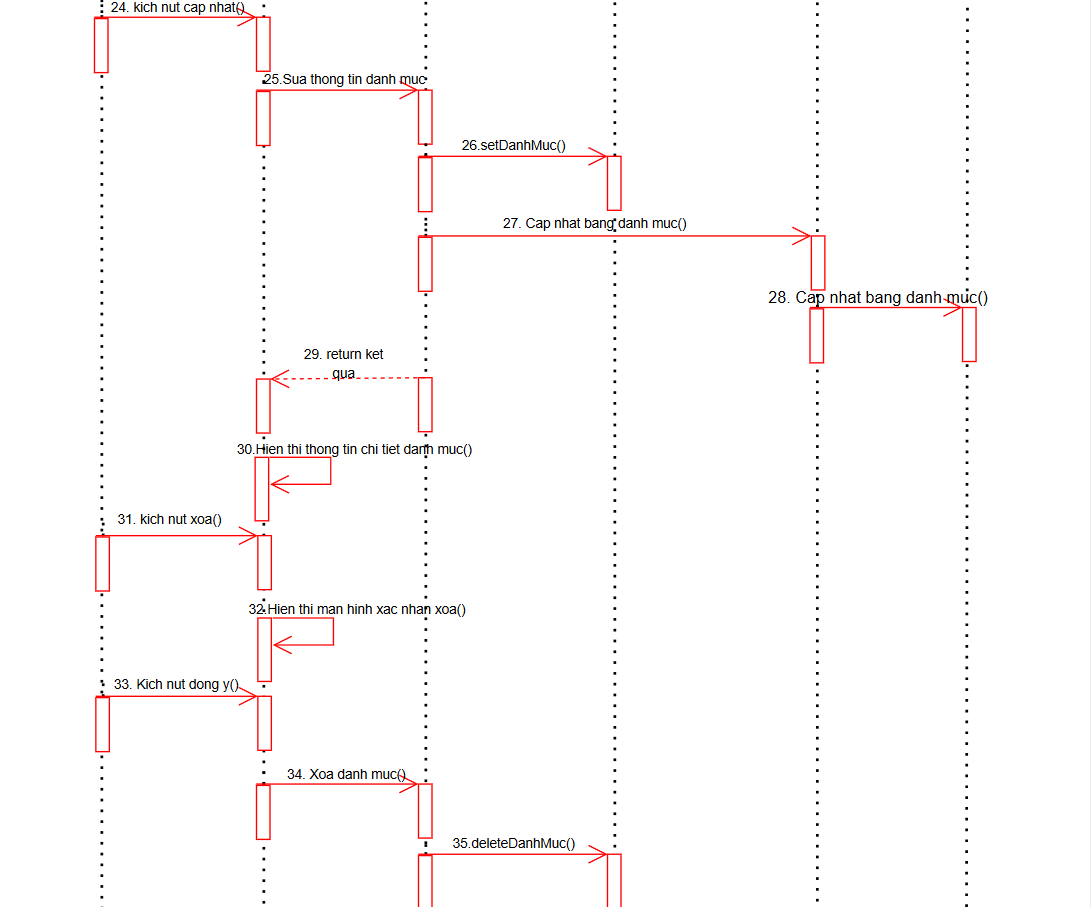 24. kich nut cap nhat()
25.Sua thong tin danh muc
26.setDanhMuc()
27. Cap nhat bang danh muc()
28. Cap nhat bang danh muc()
29. return ket
qua
30.Hien thi thong tin chi tiet danh muc()
31. kich nut xoa()
32.Hien thi man hinh xac nhan xoa()
33. Kich nut dong y()
34. Xoa danh muc()
35.deleteDanhMuc()